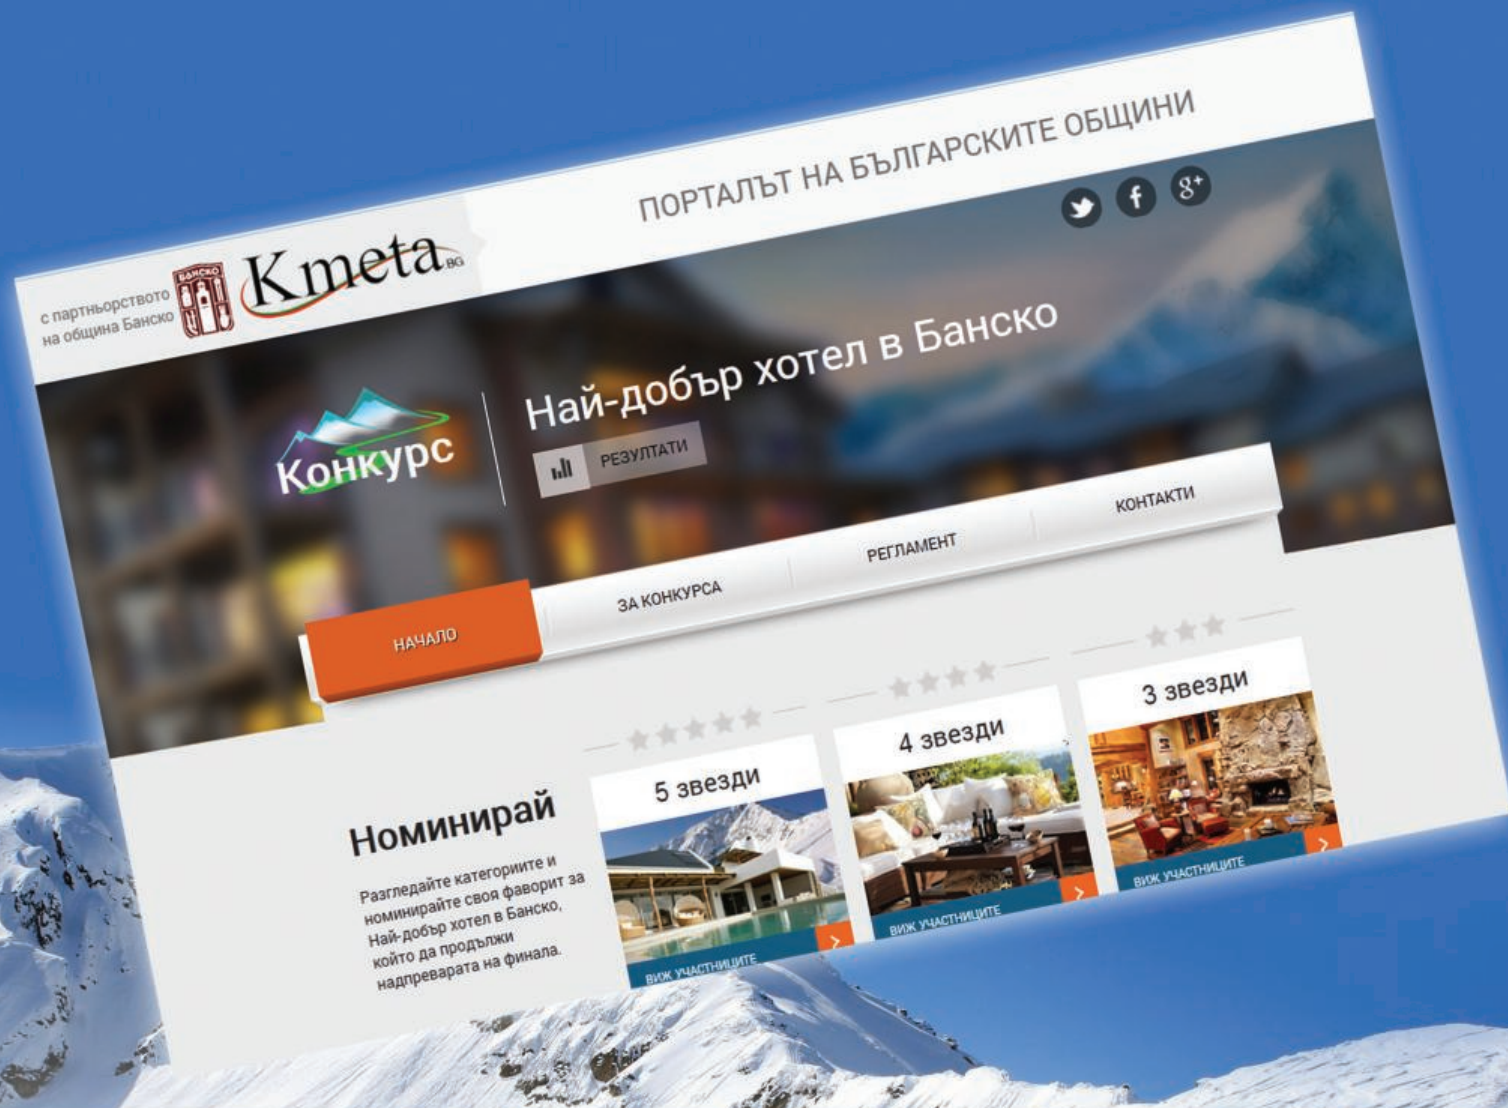 ПОРТАЛЪТ НА БЪЛГАРСКИТЕ ОБЩИНИ
с партньорството
на община Банско
БАНСКО
Kmeta BG
Конкурс
Най-добър хотел в Банско
РЕЗУЛТАТИ
НАЧАЛО
ЗА КОНКУРСА
РЕГЛАМЕНТ
КОНТАКТИ
Номинирай
Разгледайте категориите и
номинирайте своя фаворит за
Най-добър хотел в Банско,
който да продължи
надпреварата на финала.
5 звезди
ВИЖ УЧАСТНИЦИТЕ
4 звезди
ВИЖ УЧАСТНИЦИТЕ
3 звезди
ВИЖ УЧАСТНИЦИТЕ